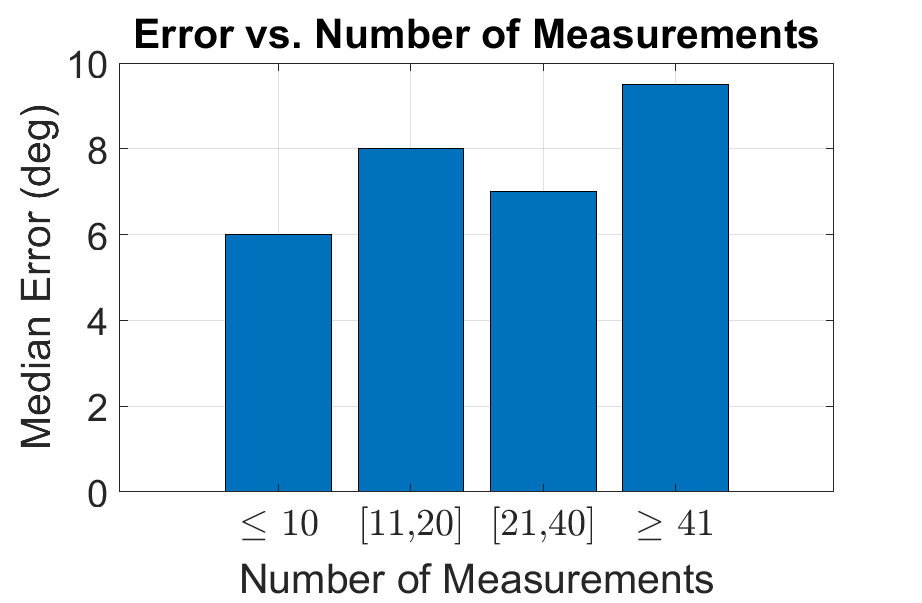 Error vs. Number of Measurements
10
8
6
4
2
0
Median Error (deg)
≤ 10 [11,20] [21,40] ≥ 41
Number of Measurements